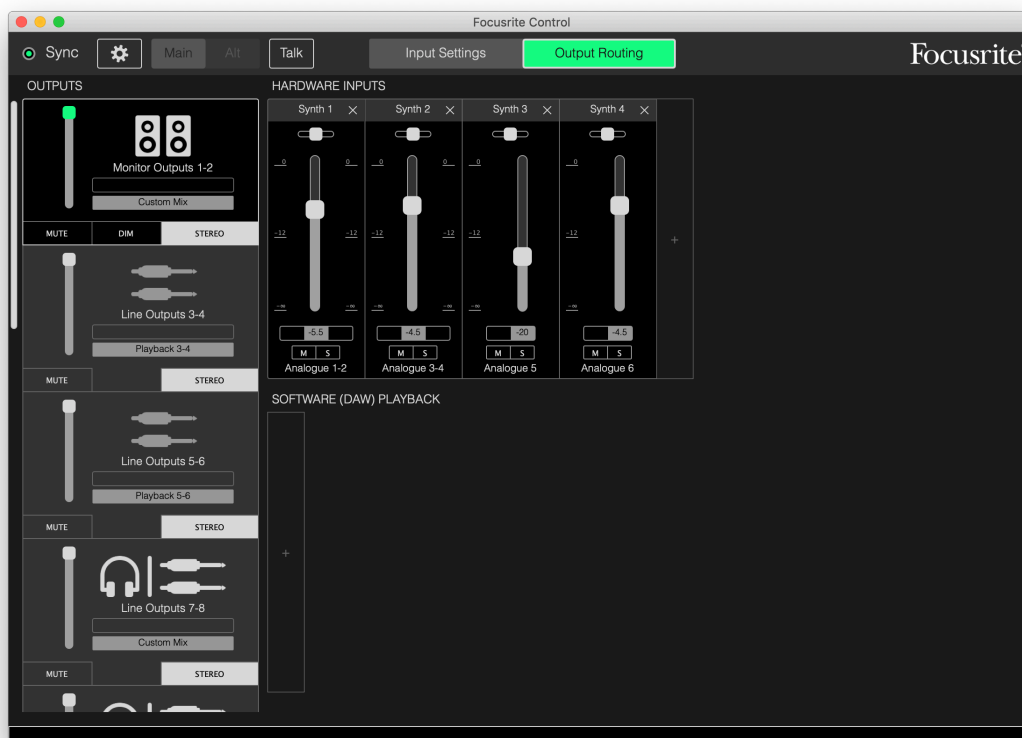 Focusrite Control
Sync Main Alt Talk Input Settings Output Routing Focusrite
OUTPUTS
Monitor Outputs 1-2
Custom Mix
MUTE DIM STEREO
Line Outputs 3-4
Playback 3-4
MUTE STEREO
Line Outputs 5-6
Playback 5-6
MUTE STEREO
Line Outputs 7-8
Custom Mix
MUTE STEREO
HARDWARE INPUTS
Synth 1 Synth 2 Synth 3 Synth 4
0 0 0 0 0 0
-12 -12 -12 -12 -12 -12
-∞ -∞ -∞ -∞ -∞ -∞
-5.5 -4.5 -20 -4.5
M S M S M S M S
Analogue 1-2 Analogue 3-4 Analogue 5 Analogue 6
+
SOFTWARE (DAW) PLAYBACK
+